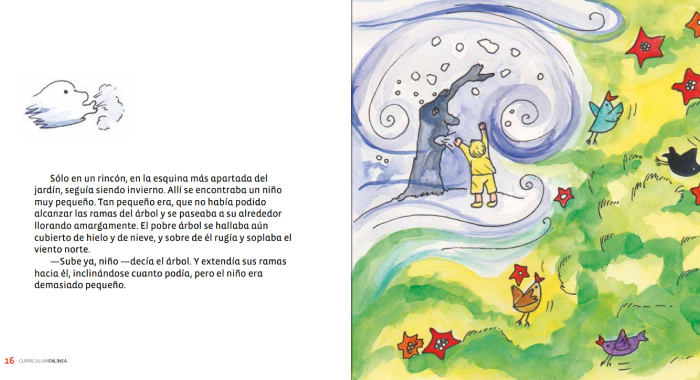 Sólo en un rincón, en la esquina más apartada del
jardín, seguía siendo invierno. Allí se encontraba un niño
muy pequeño. Tan pequeño era, que no había podido
alcanzar las ramas del árbol y se paseaba a su alrededor
llorando amargamente. El pobre árbol se hallaba aún
cubierto de hielo y de nieve, y sobre de él rugía y soplaba el
viento norte.
—Sube ya, niño —decía el árbol. Y extendía sus ramas
hacia él, inclinándose cuanto podía, pero el niño era
demasiado pequeño.
16 CURRICULUMENLÍNEA